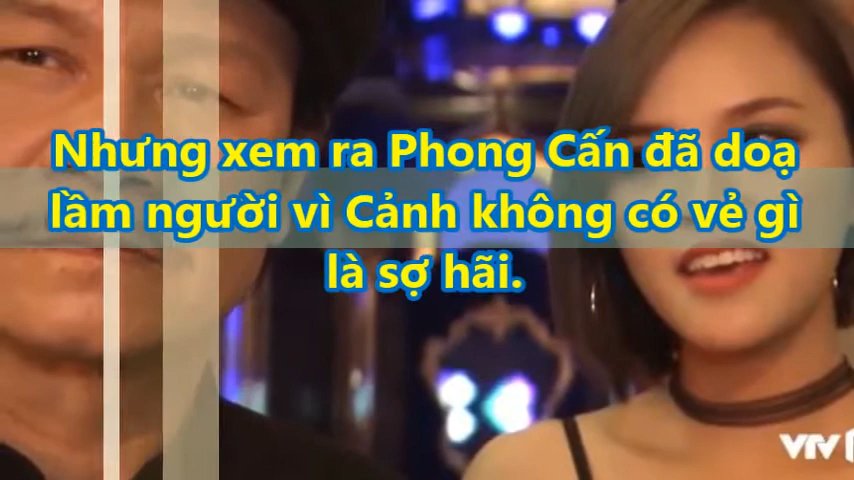 Nhưng xem ra Phong Cấn đã doạ
lầm người vì Cảnh không có vẻ gì
là sợ hãi.
VTV